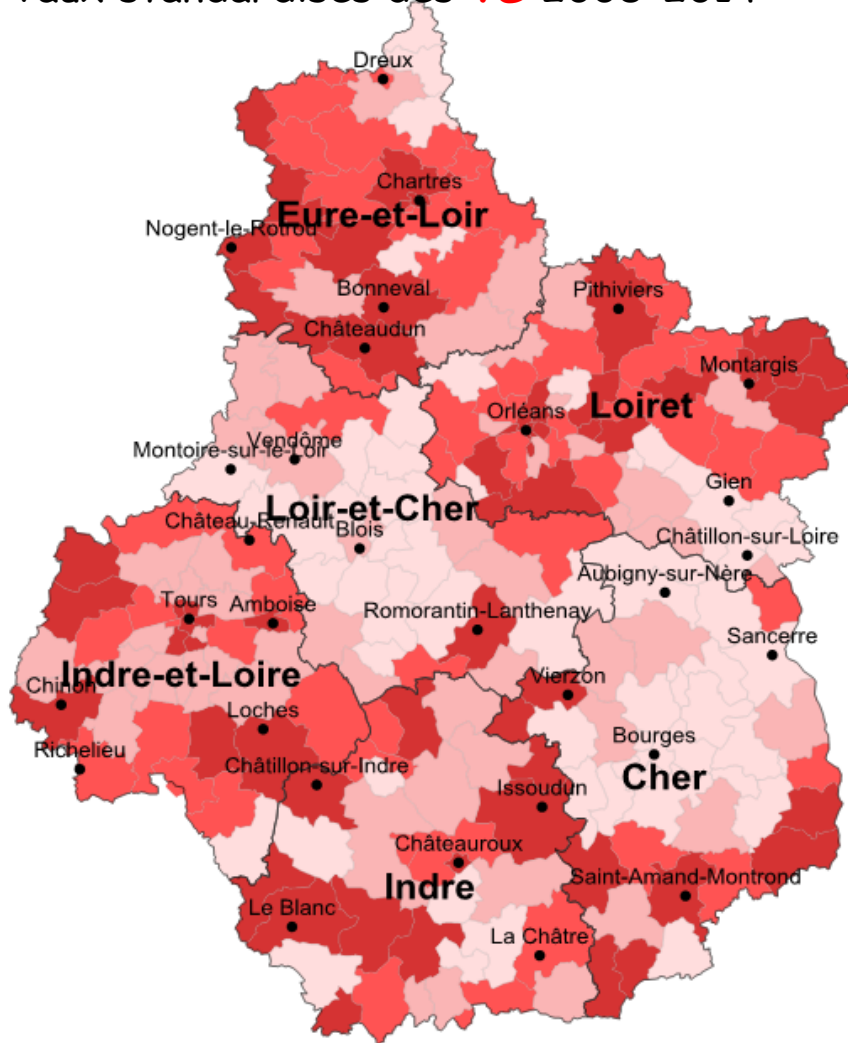 Dreux
Chartres
Eure-et-Loir
Nogent-le-Rotrou
Bonneval
Pithiviers
Châteaudun
Montargis
Loiret
Orléans
Vendôme
Montoire-sur-le-Loir
Gien
Loir-et-Cher
Château-Renault
Blois
Châtillon-sur-Loire
Aubigny-sur-Nère
Tours
Amboise
Romorantin-Lanthenay
Sancerre
Indre-et-Loire
Vierzon
Chinon
Loches
Bourges
Richelieu
Châtillon-sur-Indre
Cher
Issoudun
Châteauroux
Indre
Saint-Amand-Montrond
Le Blanc
La Châtre